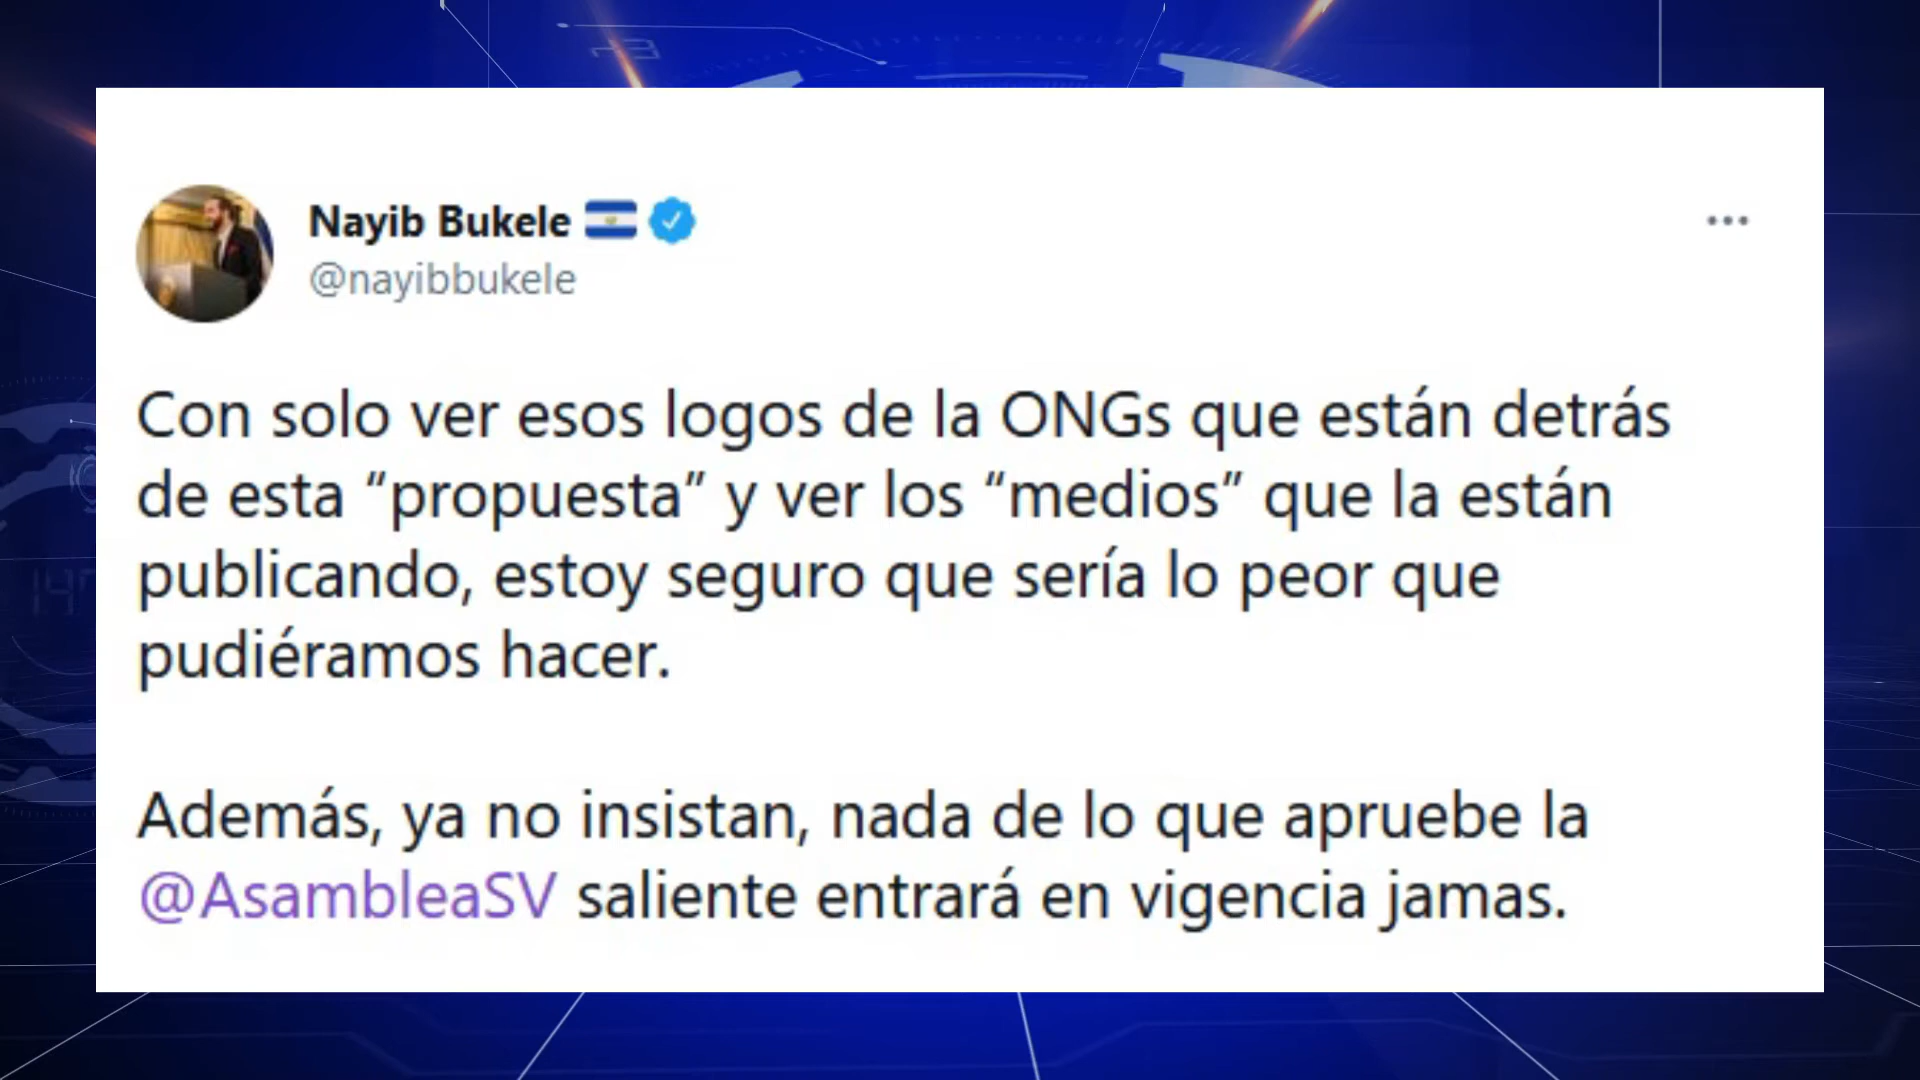 Nayib Bukele
@nayibbukele
Con solo ver esos logos de la ONGs que están detrás
de esta “propuesta” y ver los “medios” que la están
publicando, estoy seguro que sería lo peor que
pudiéramos hacer.
Además, ya no insistan, nada de lo que apruebe la
@AsambleaSV saliente entrará en vigencia jamas.